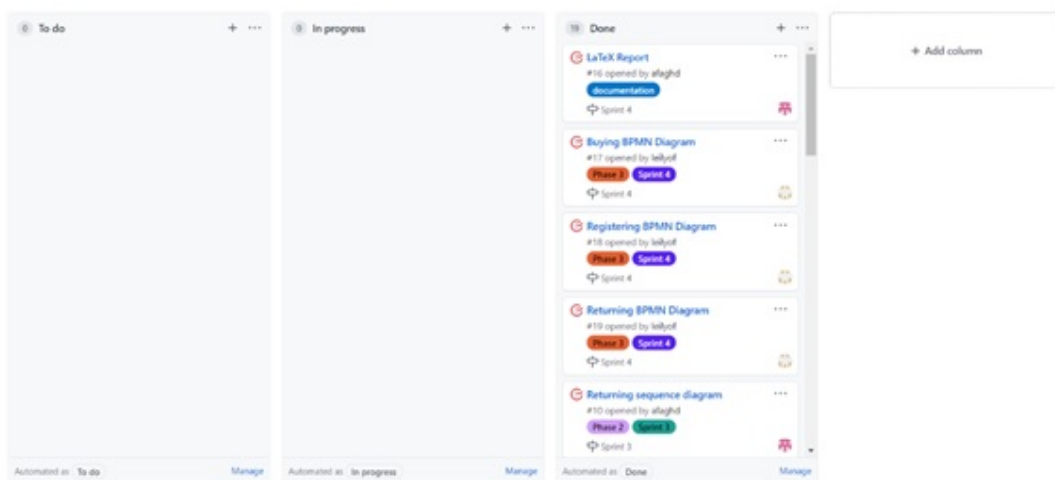 0 To do + ...
0 In progress + ...
19 Done + ...
+ Add column
LaTeX Report ...
#16 opened by afaghd
documentation
Sprint 4
Buying BPMN Diagram ...
#17 opened by leilyof
Phase 3 Sprint 4
Sprint 4
Registering BPMN Diagram ...
#18 opened by leilyof
Phase 3 Sprint 4
Sprint 4
Returning BPMN Diagram ...
#19 opened by leilyof
Phase 3 Sprint 4
Sprint 4
Returning sequence diagram ...
#10 opened by afaghd
Phase 2 Sprint 3
Sprint 3
Automated as To do Manage
Automated as In progress Manage
Automated as Done Manage